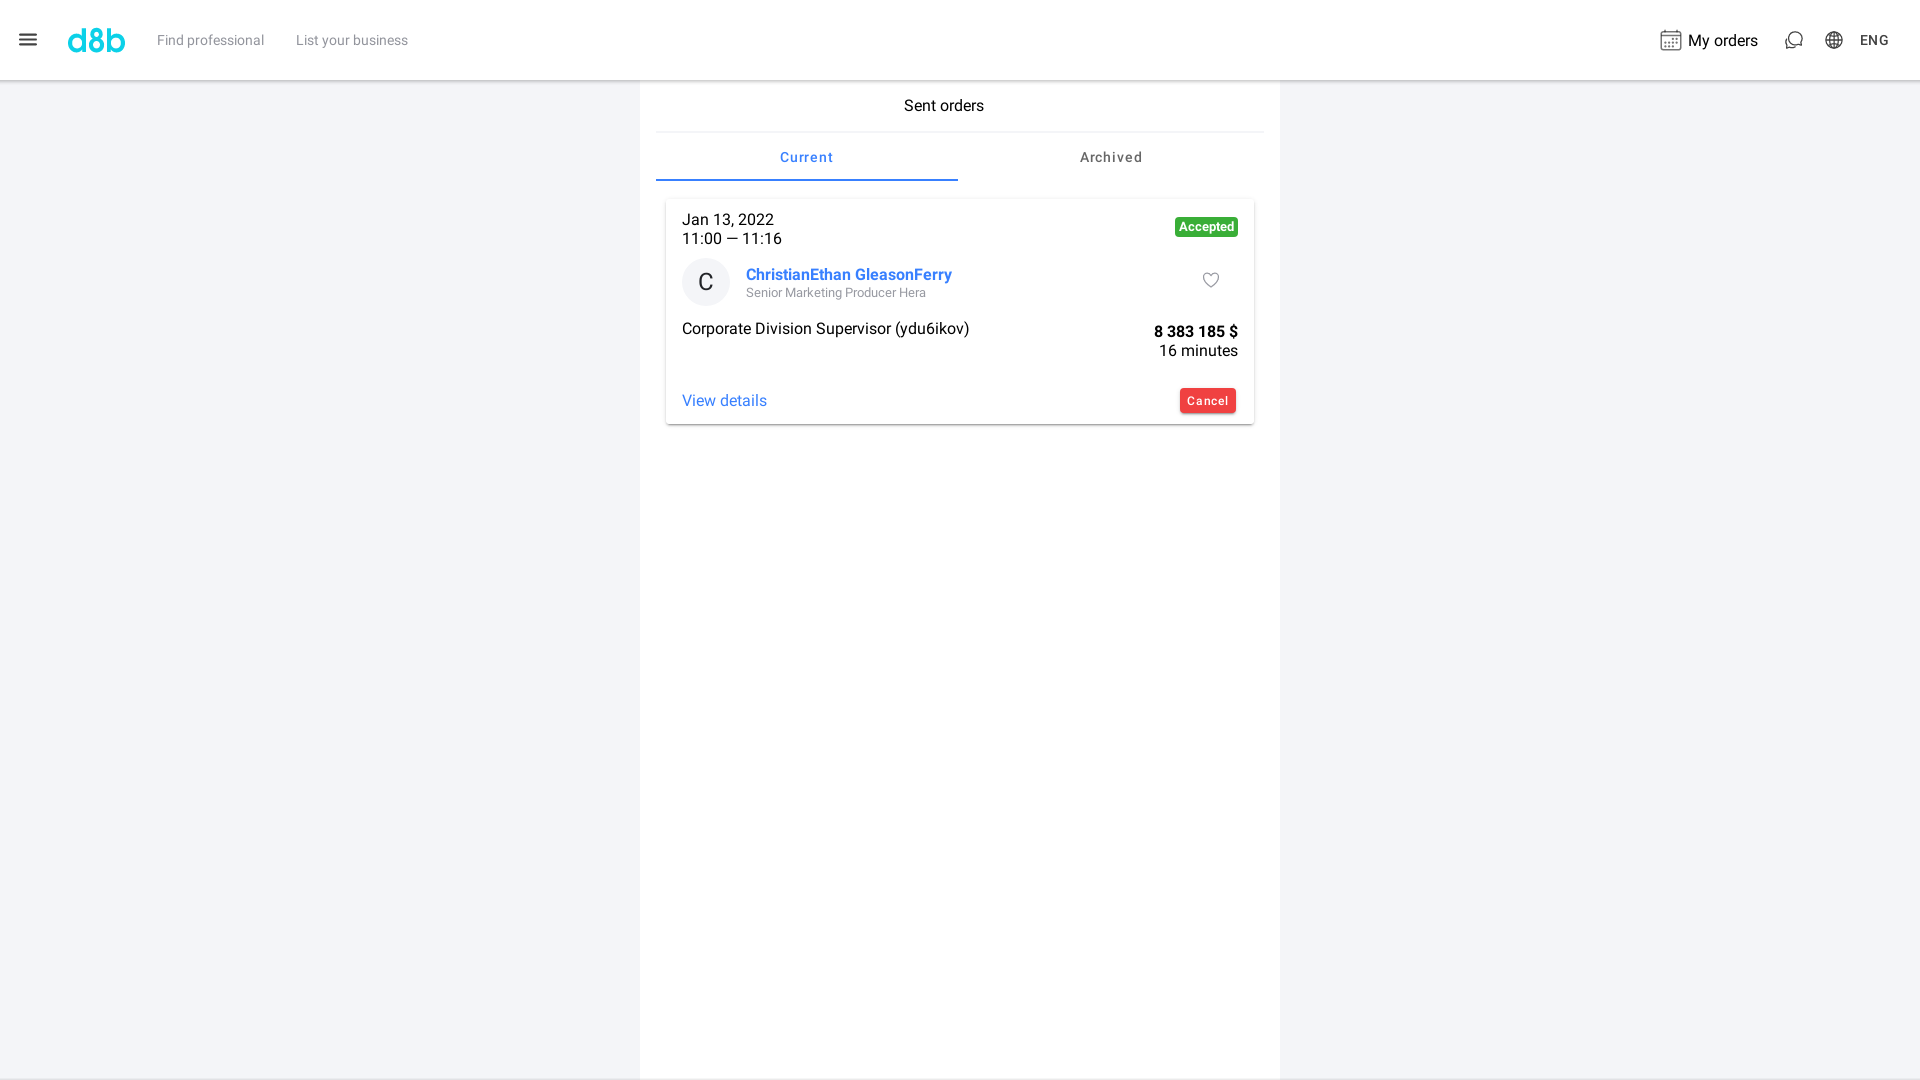 d8b
Find professional
List your business
My orders
ENG
Sent orders
Current
Archived
Jan 13, 2022
11:00 — 11:16
Accepted
C
ChristianEthan GleasonFerry
Senior Marketing Producer Hera
Corporate Division Supervisor (ydu6ikov)
8 383 185 $
16 minutes
View details
Cancel